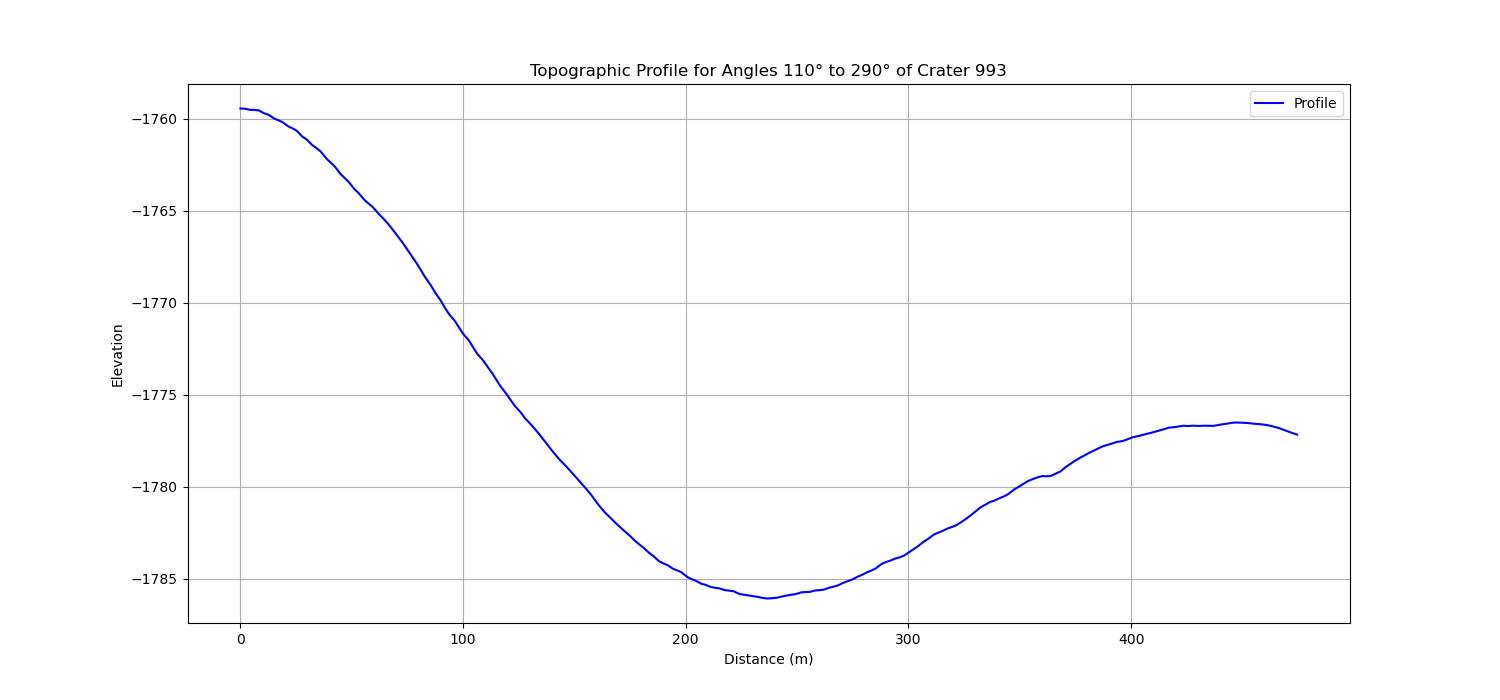 Topographic Profile for Angles 110° to 290° of Crater 993
Profile
−1760
−1765
−1770
−1775
−1780
−1785
Elevation
0 100 200 300 400
Distance (m)